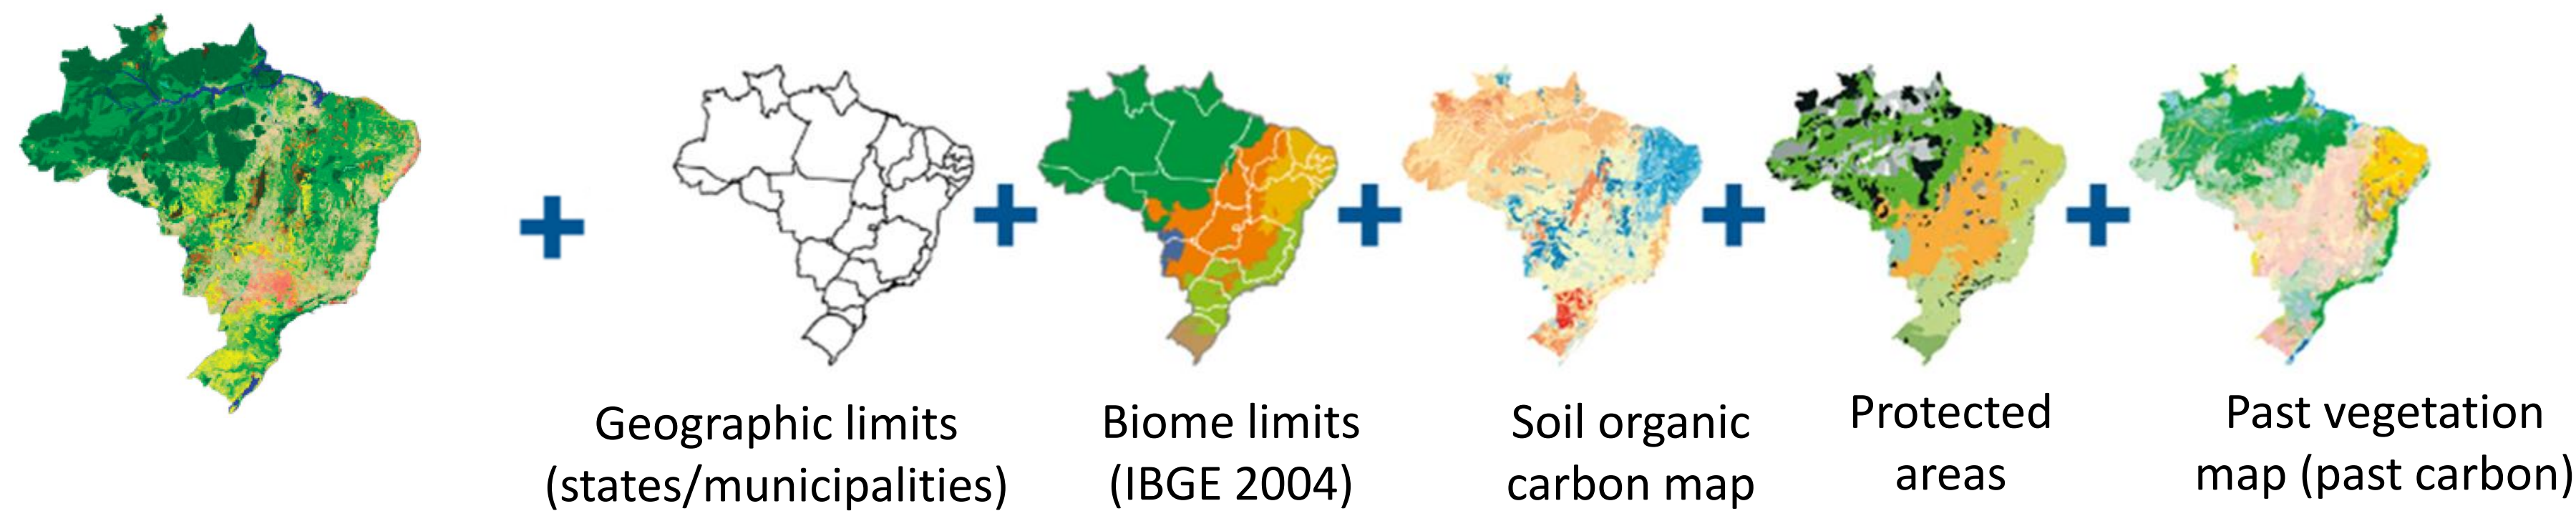 Geographic limits
(states/municipalities)
Biome limits
(IBGE 2004)
Soil organic
carbon map
Protected
areas
Past vegetation
map (past carbon)